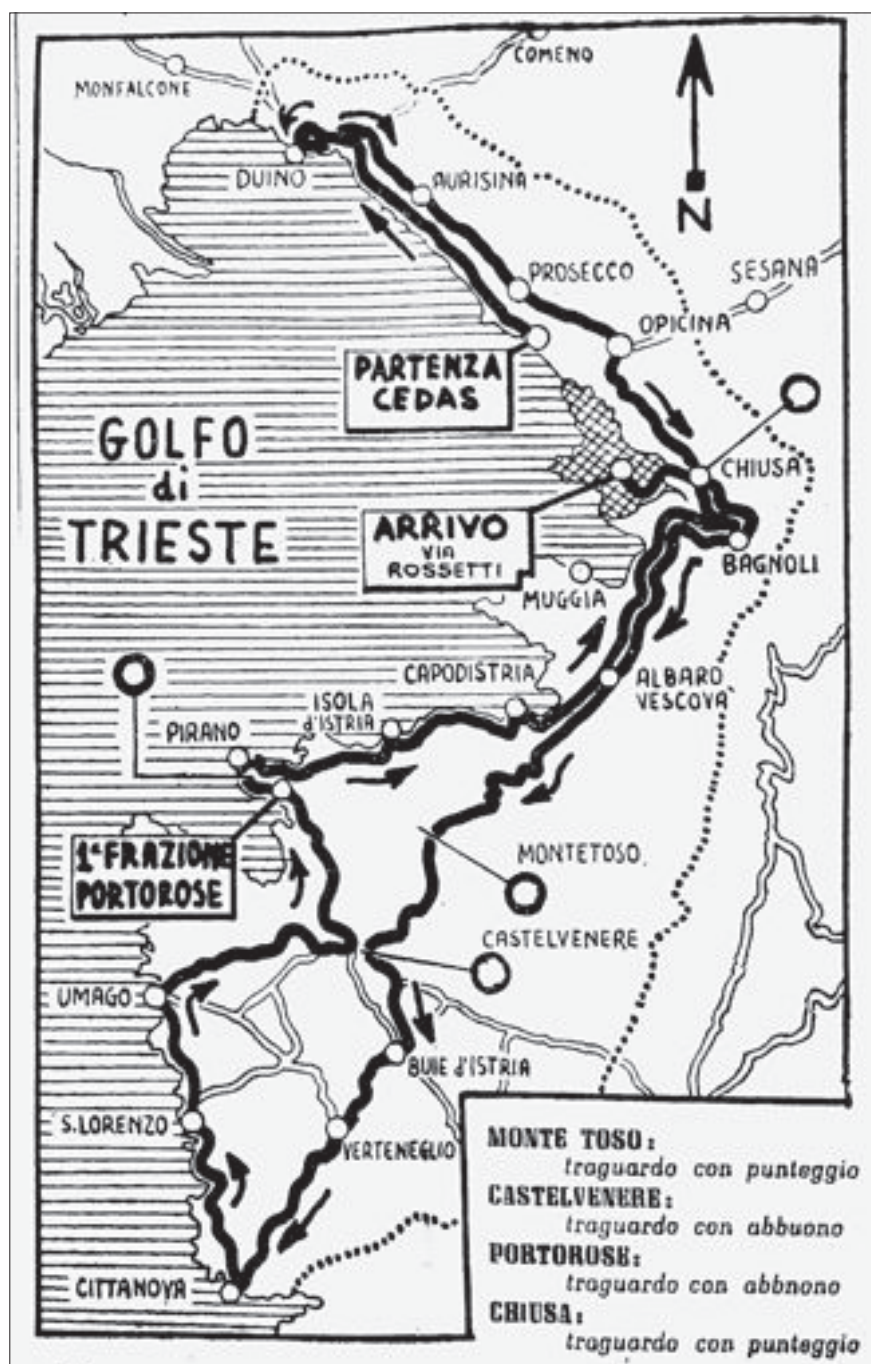 COMENO
MONFALCONE
N
DUINO
AURISINA
PROSECCO
SESANA
OPICINA
PARTENZA
CEDAS
GOLFO
di
TRIESTE
CHIUSA
ARRIVO
VIA
ROSSETTI
BAGNOLI
MUGGIA
CAPODISTRIA
ALBARO
VESCOVA'
ISOLA
d'ISTRIA
PIRANO
1ª FRAZIONE
PORTOROSE
MONTETOSO
CASTELVENERE
UMAGO
BUIE d'ISTRIA
S.LORENZO
VERTENEGLIO
CITTANOVA
MONTE TOSO:
traguardo con punteggio
CASTELVENERE:
traguardo con abbuono
PORTOROSE:
traguardo con abbnono
CHIUSA:
traguardo con punteggio